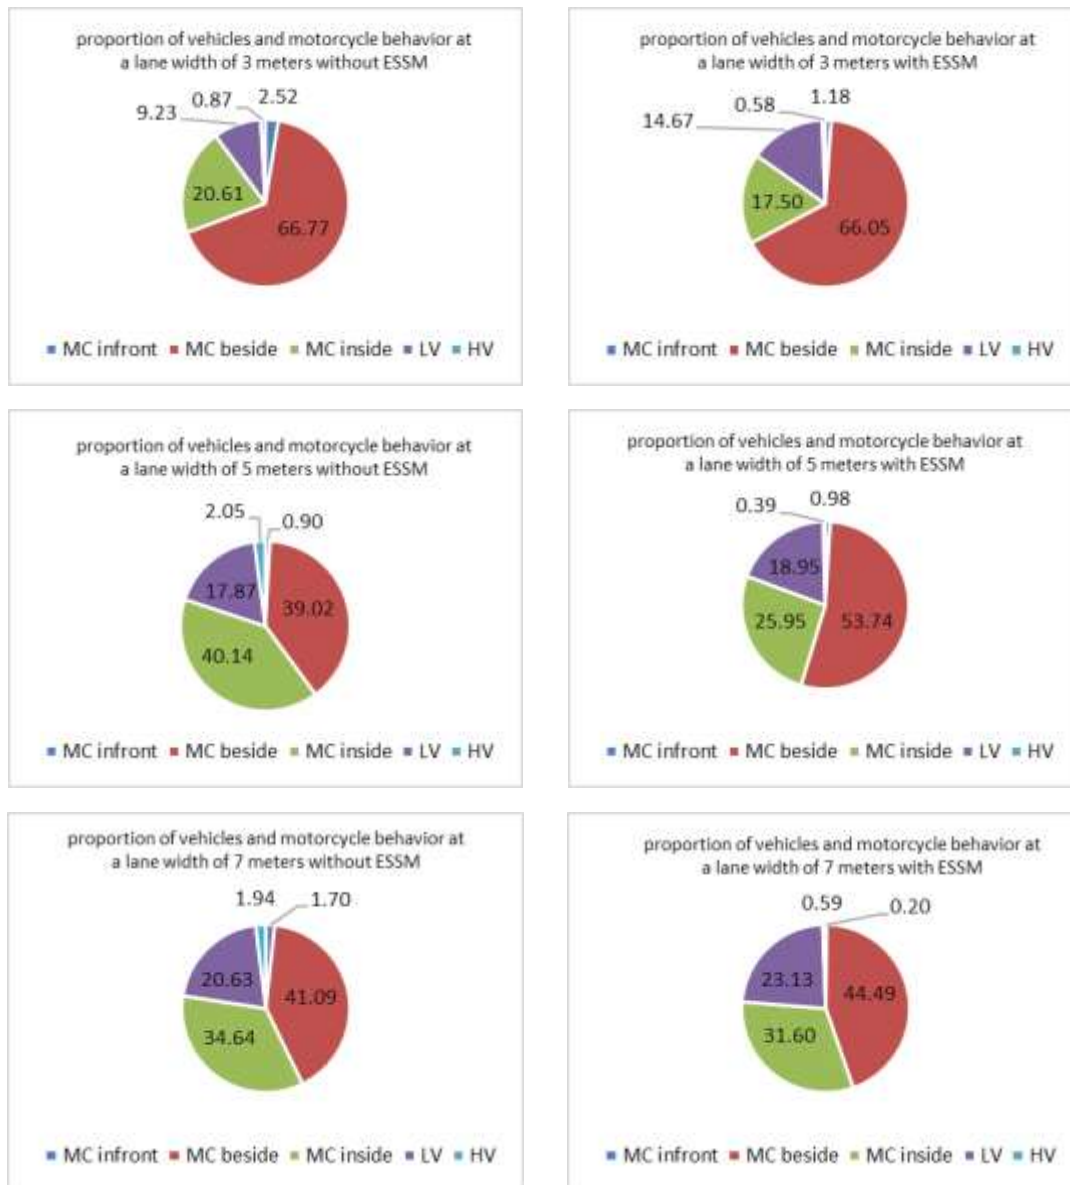 proportion of vehicles and motorcycle behavior at
a lane width of 3 meters without ESSM
0.87 2.52
9.23
20.61
66.77
MC infront MC beside MC inside LV HV
proportion of vehicles and motorcycle behavior at
a lane width of 3 meters with ESSM
0.58 1.18
14.67
17.50
66.05
MC infront MC beside MC inside LV HV
proportion of vehicles and motorcycle behavior at
a lane width of 5 meters without ESSM
2.05 0.90
17.87 39.02
40.14
MC infront MC beside MC inside LV HV
proportion of vehicles and motorcycle behavior at
a lane width of 5 meters with ESSM
0.39 0.98
18.95
25.95 53.74
MC infront MC beside MC inside LV HV
proportion of vehicles and motorcycle behavior at
a lane width of 7 meters without ESSM
1.94 1.70
20.63 41.09
34.64
MC infront MC beside MC inside LV HV
proportion of vehicles and motorcycle behavior at
a lane width of 7 meters with ESSM
0.59 0.20
23.13 44.49
31.60
MC infront MC beside MC inside LV HV